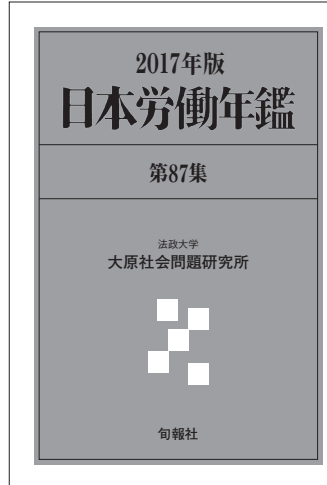 2017年版
日本労働年鑑
第87集
法政大学
大原社会問題研究所
旬報社